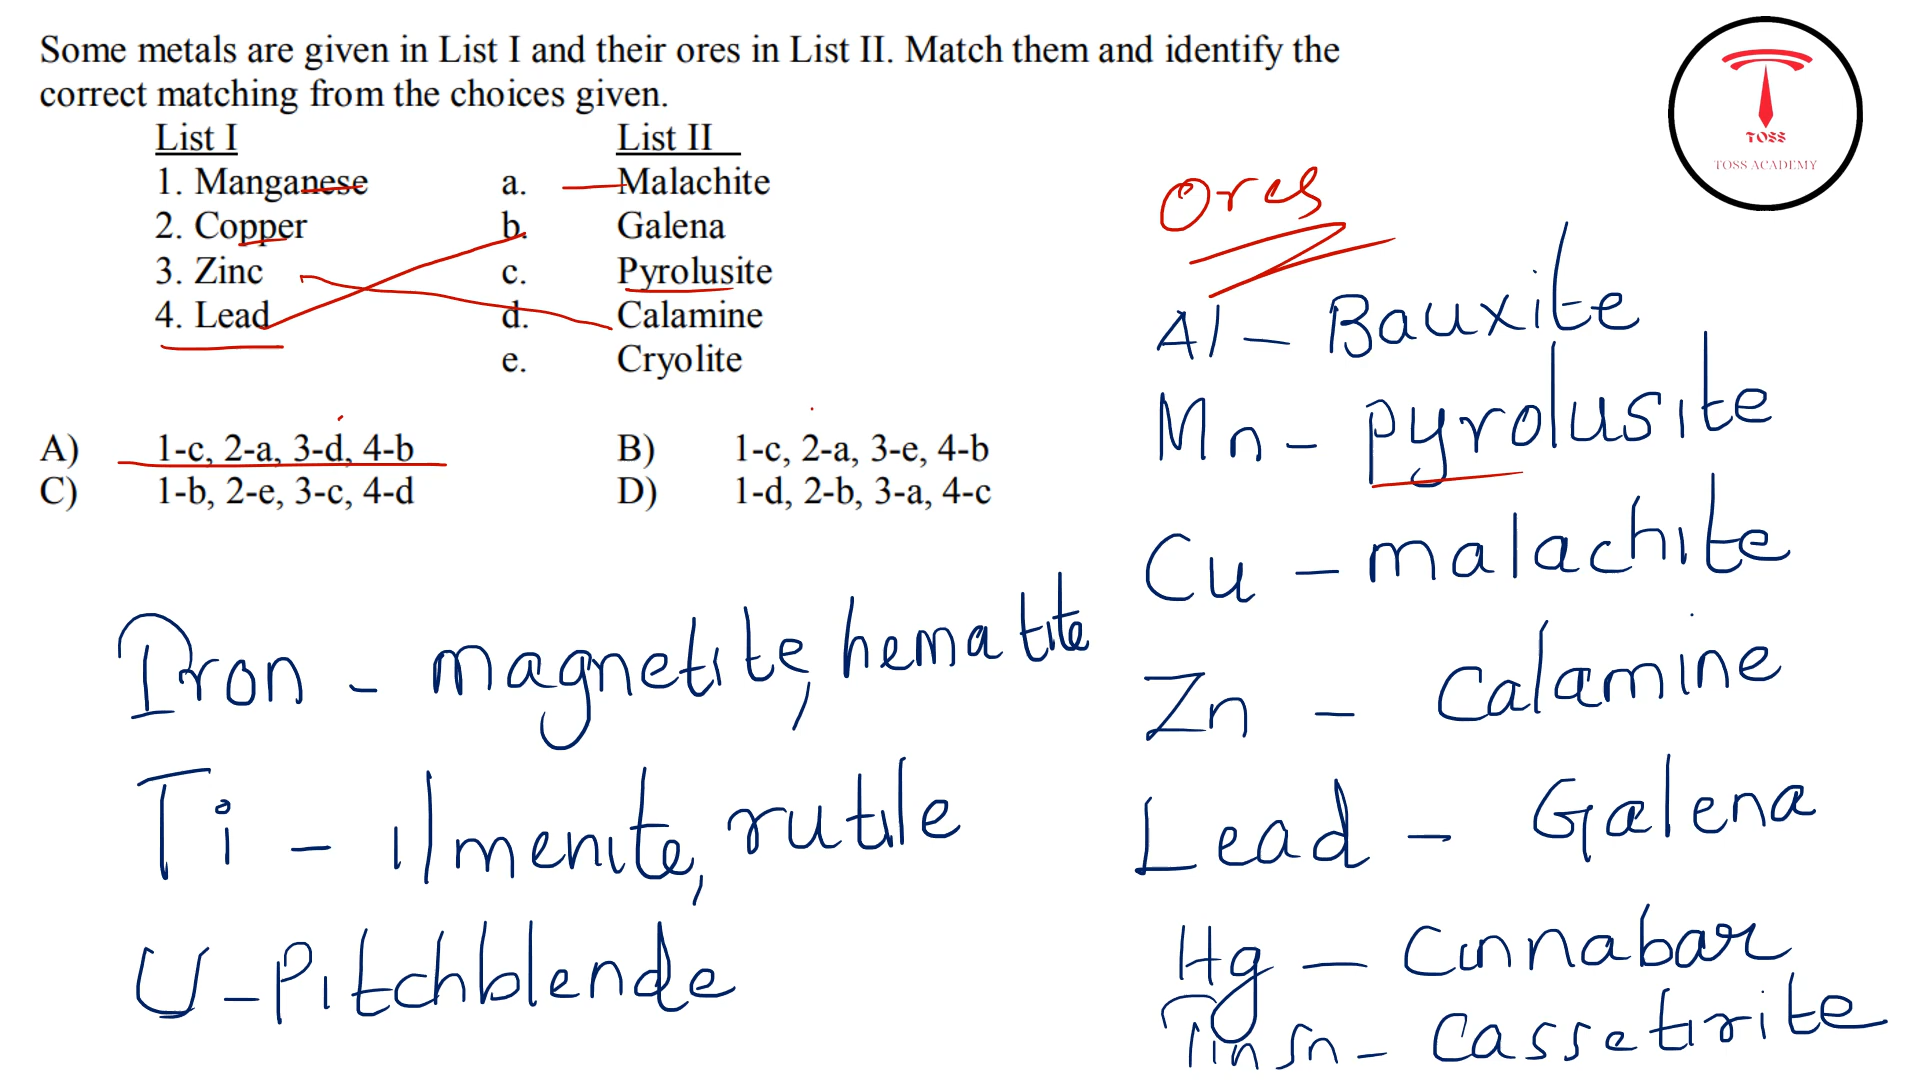 Some metals are given in List I and their ores in List II. Match them and identify the
correct matching from the choices given.
List I List II
1. Manganese a. Malachite
2. Copper b. Galena
3. Zinc c. Pyrolusite
4. Lead d. Calamine
e. Cryolite
A) 1-c, 2-a, 3-d, 4-b B) 1-c, 2-a, 3-e, 4-b
C) 1-b, 2-e, 3-c, 4-d D) 1-d, 2-b, 3-a, 4-c
Iron - magnetite, hematite
Ti - Ilmenite, rutile
U - Pitchblende
TOSS
TOSS ACADEMY
Ores
Al - Bauxite
Mn - pyrolusite
Cu - malachite
Zn - Calamine
Lead - Galena
Hg - Cinnabar
Tin Sn - Cassetirite